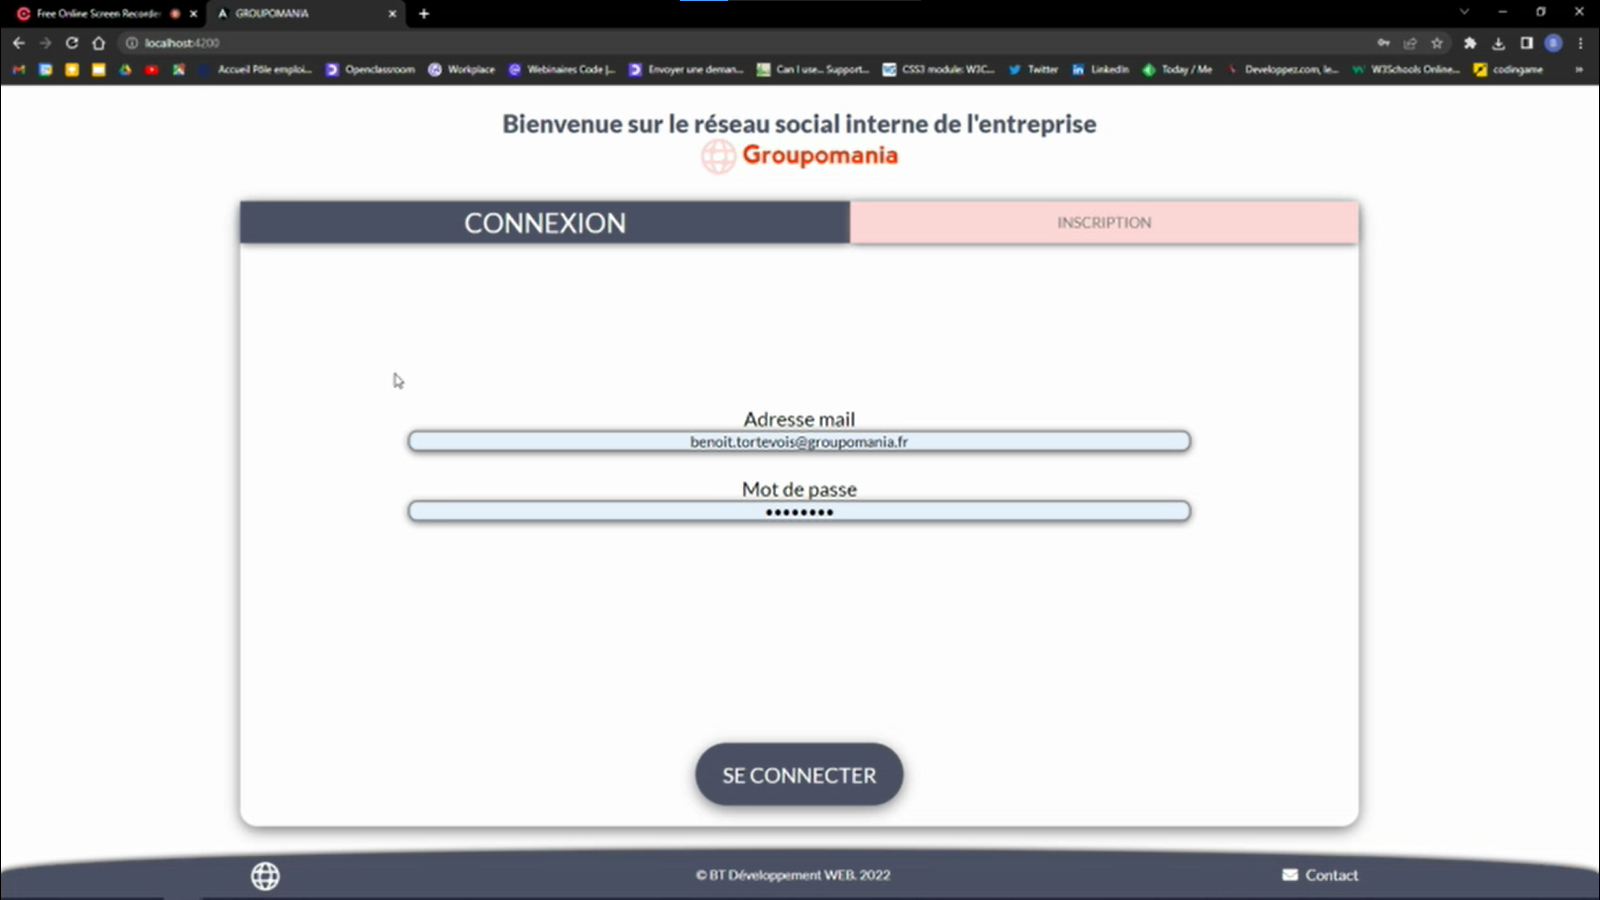 Free Online Screen Recorde
GROUPOMANIA
localhost:4200
Accueil Pôle emploi...
Openclassroom
Workplace
Webinaires Code |...
Envoyer une deman...
Can I use... Support...
CSS3 module: W3C...
Twitter
LinkedIn
Today / Me
Developpez.com, le...
W3Schools Online...
codingame
Bienvenue sur le réseau social interne de l'entreprise
Groupomania
CONNEXION
INSCRIPTION
Adresse mail
benoit.tortevois@groupomania.fr
Mot de passe
••••••••
SE CONNECTER
© BT Développement WEB. 2022
Contact